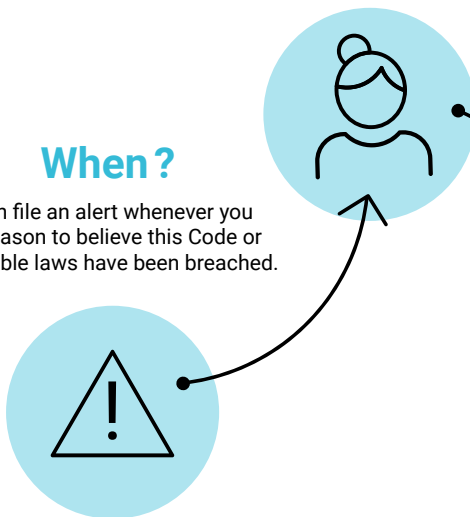 When ?
n file an alert whenever you
ason to believe this Code or
ble laws have been breached.